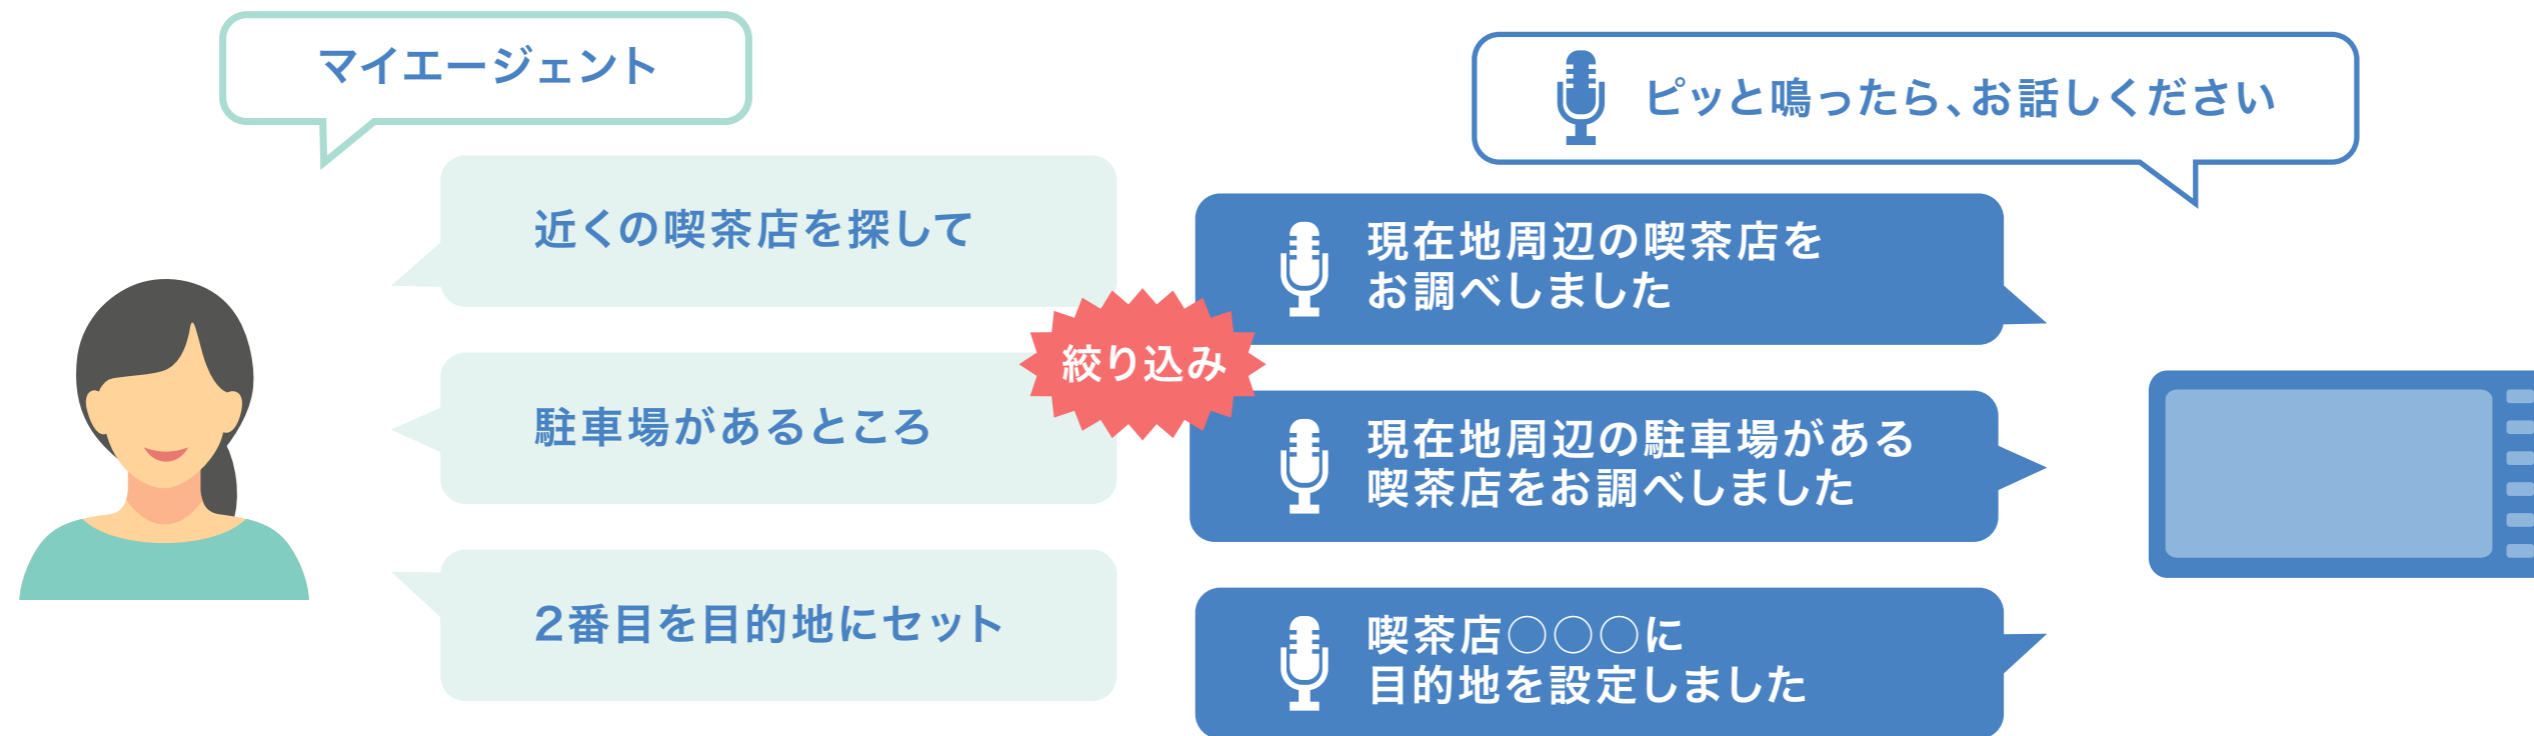 マイエージェント
ピッと鳴ったら、お話しください
近くの喫茶店を探して
現在地周辺の喫茶店を
お調べしました
絞り込み
駐車場があるところ
現在地周辺の駐車場がある
喫茶店をお調べしました
2番目を目的地にセット
喫茶店○○○に
目的地を設定しました